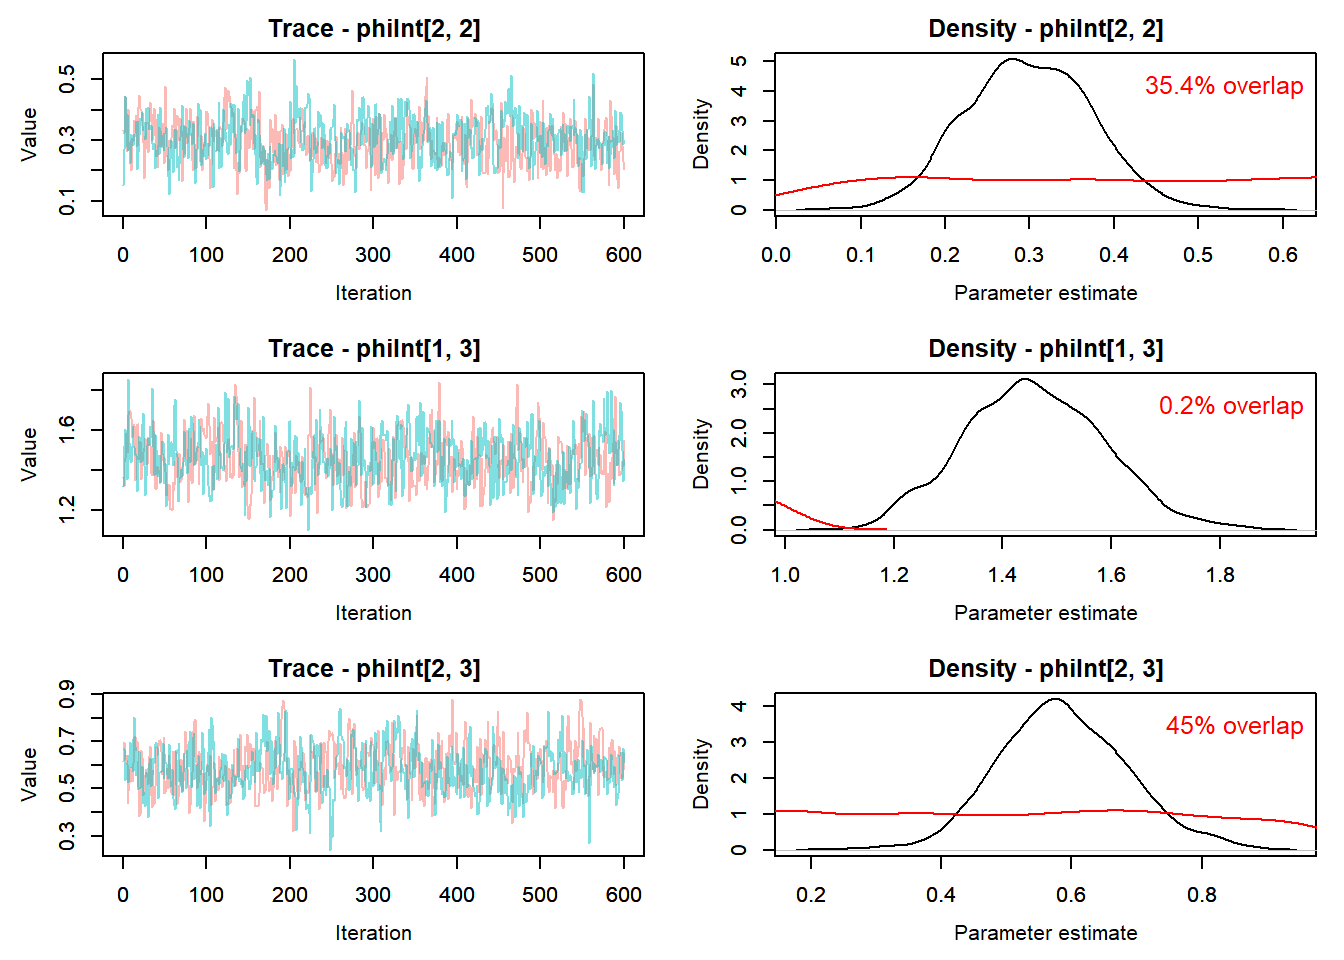 Trace - phiInt[2, 2]
Value
0.1 0.3 0.5
0 100 200 300 400 500 600
Iteration
Density - phiInt[2, 2]
35.4% overlap
Density
0 1 2 3 4 5
0.0 0.1 0.2 0.3 0.4 0.5 0.6
Parameter estimate
Trace - phiInt[1, 3]
Value
1.2 1.6
0 100 200 300 400 500 600
Iteration
Density - phiInt[1, 3]
0.2% overlap
Density
0.0 1.0 2.0 3.0
1.0 1.2 1.4 1.6 1.8
Parameter estimate
Trace - phiInt[2, 3]
Value
0.3 0.5 0.7 0.9
0 100 200 300 400 500 600
Iteration
Density - phiInt[2, 3]
45% overlap
Density
0 1 2 3 4
0.2 0.4 0.6 0.8
Parameter estimate